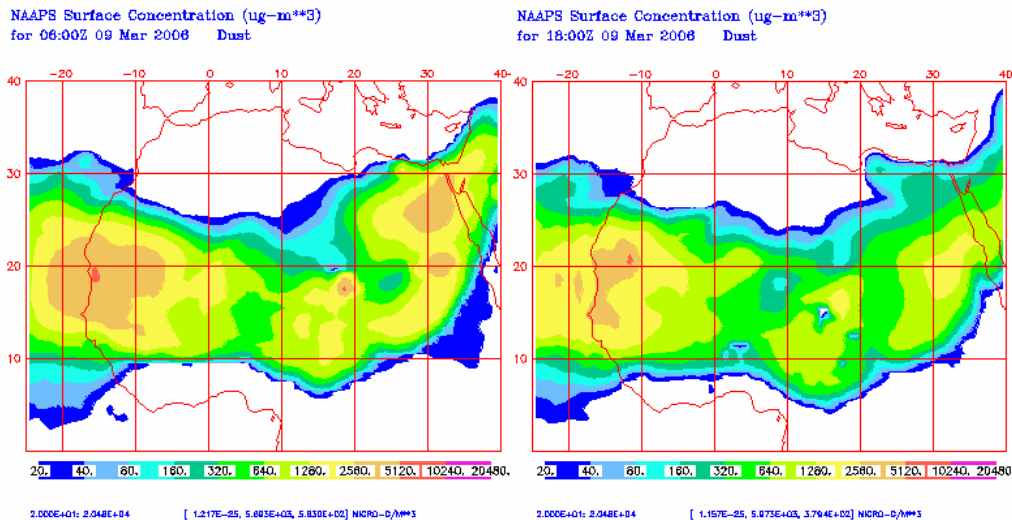 NAAPS Surface Concentration (ug-m**3)
for 06:00Z 09 Mar 2006 Dust
-20 -10 0 10 20 30 40
40
30
20
10
20. 40. 80. 160. 320. 640. 1280. 2560. 5120. 10240. 20480.
2.000E+01: 2.048E+04 [ 1.217E-25, 5.693E+03, 5.830E+02] MICRO-G/M**3
NAAPS Surface Concentration (ug-m**3)
for 18:00Z 09 Mar 2006 Dust
-20 -10 0 10 20 30 40
40
30
20
10
20. 40. 80. 160. 320. 640. 1280. 2560. 5120. 10240. 20480.
2.000E+01: 2.048E+04 [ 1.157E-25, 5.973E+03, 3.794E+02] MICRO-G/M**3